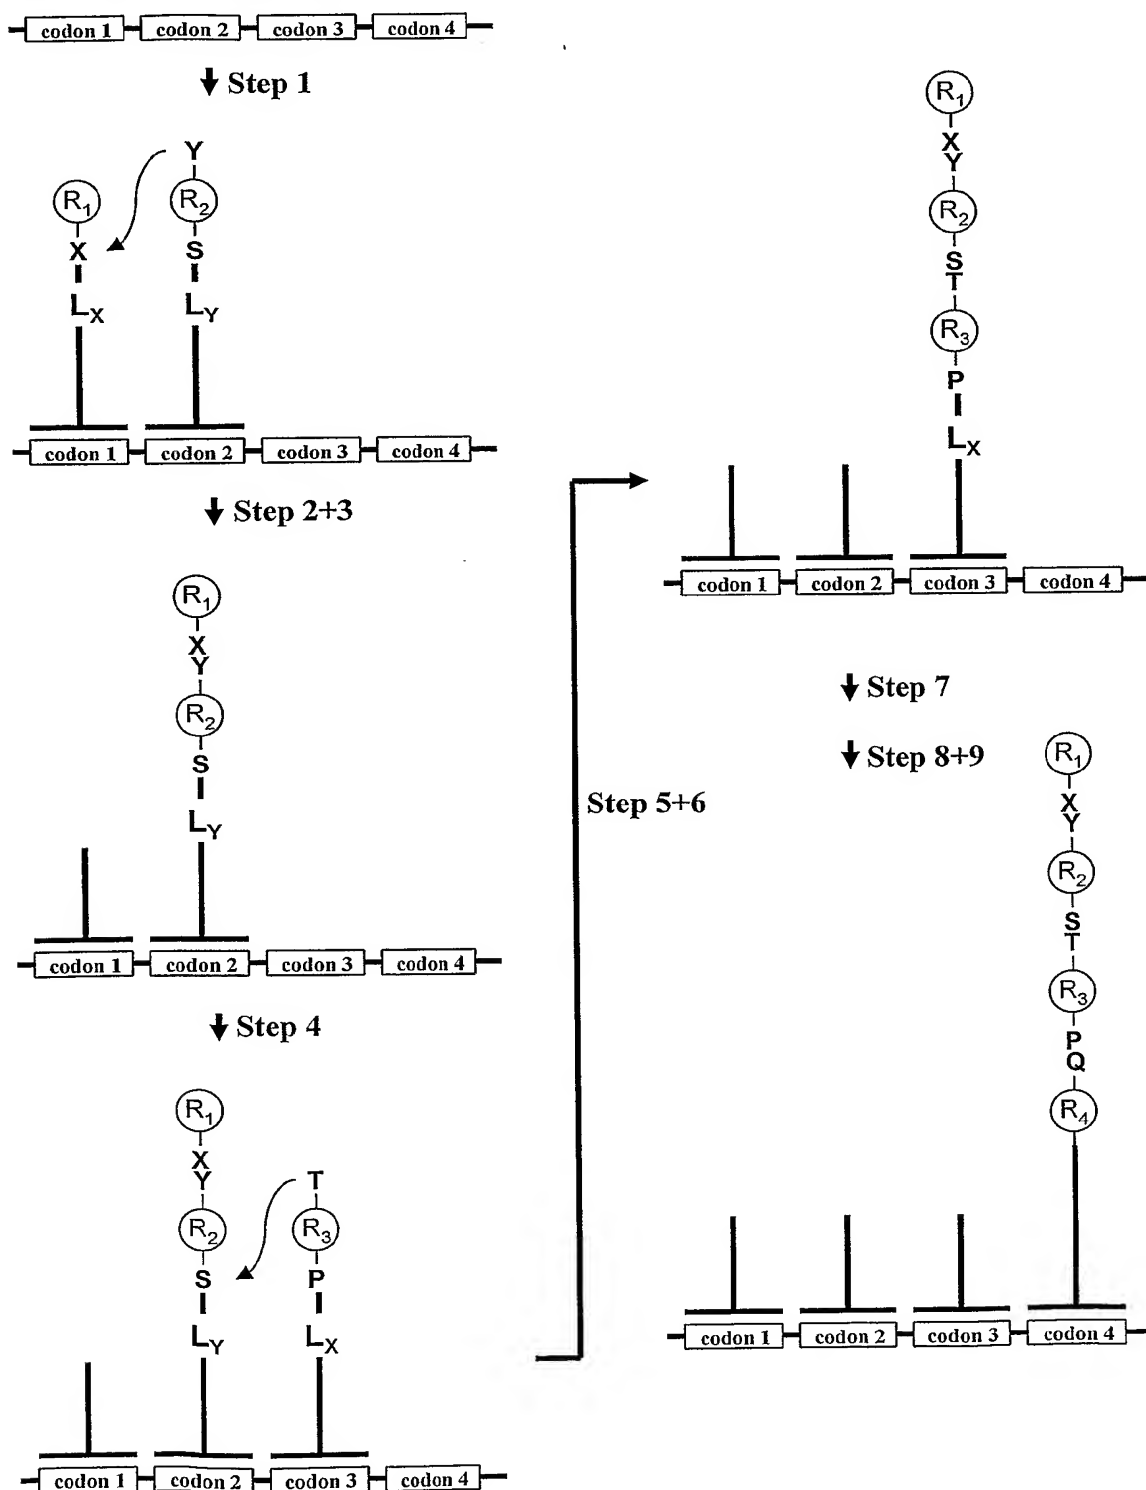 codon 1 codon 2 codon 3 codon 4
Step 1
Y
R1 R2
X S
LX LY
codon 1 codon 2 codon 3 codon 4
Step 2+3
R1
X
Y
R2
S
LY
codon 1 codon 2 codon 3 codon 4
Step 4
R1
X
Y T
R2 R3
S P
LY LX
codon 1 codon 2 codon 3 codon 4
Step 5+6
R1
X
Y
R2
S
T
R3
P
LX
codon 1 codon 2 codon 3 codon 4
Step 7
Step 8+9
R1
X
Y
R2
S
T
R3
P
Q
R4
codon 1 codon 2 codon 3 codon 4